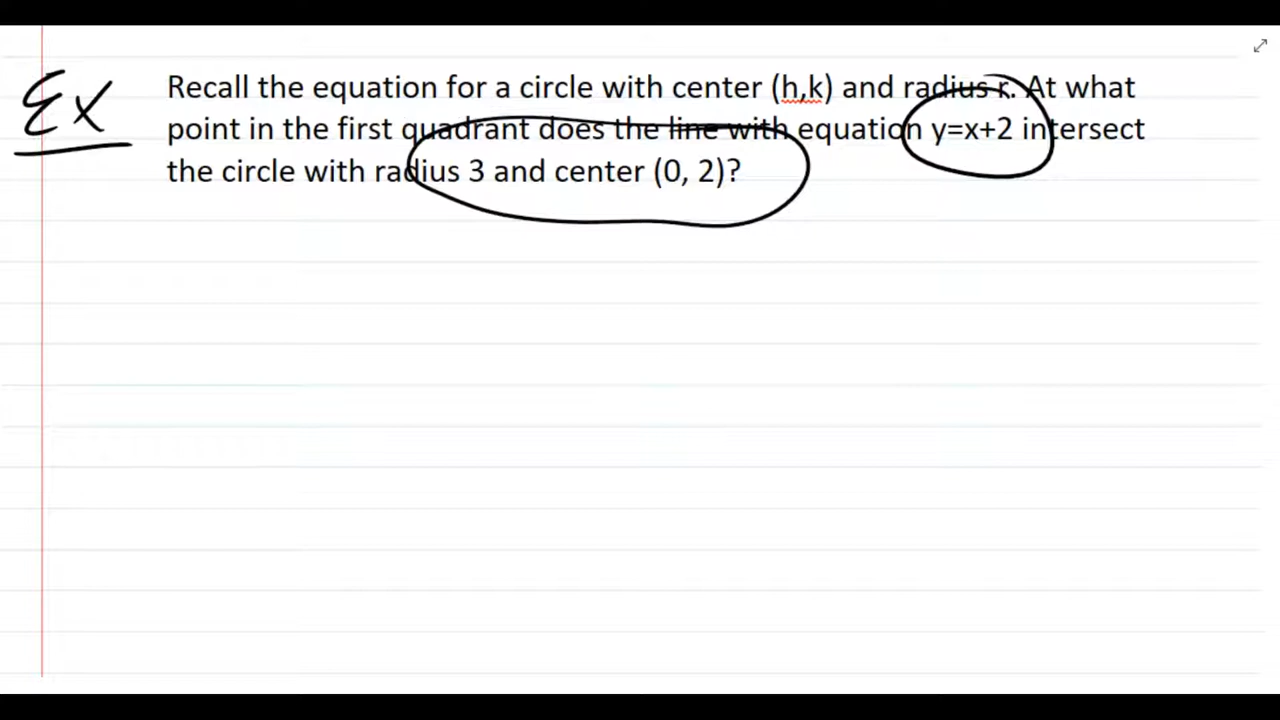 Ex
Recall the equation for a circle with center (h,k) and radius r. At what
point in the first quadrant does the line with equation y=x+2 intersect
the circle with radius 3 and center (0, 2)?